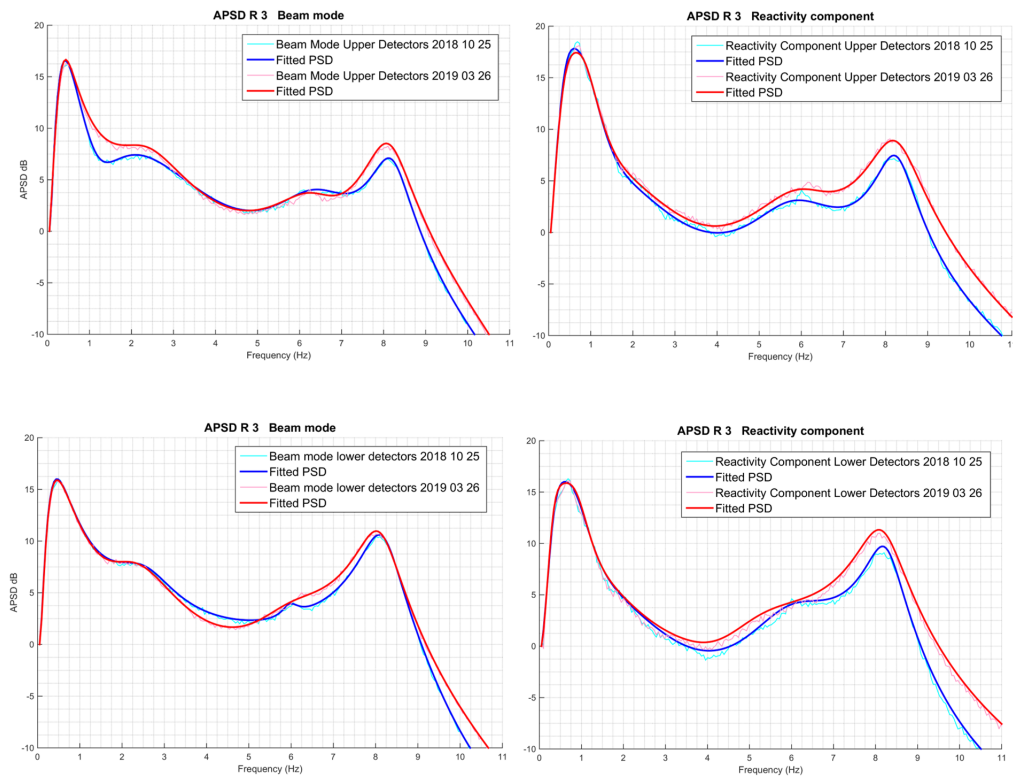 APSD R 3 Beam mode
Beam Mode Upper Detectors 2018 10 25
Fitted PSD
Beam Mode Upper Detectors 2019 03 26
Fitted PSD
20
15
10
5
0
-5
-10
APSD dB
0 1 2 3 4 5 6 7 8 9 10 11
Frequency (Hz)
APSD R 3 Reactivity component
Reactivity Component Upper Detectors 2018 10 25
Fitted PSD
Reactivity Component Upper Detectors 2019 03 26
Fitted PSD
20
15
10
5
0
-5
-10
0 1 2 3 4 5 6 7 8 9 10 1
Frequency (Hz)
APSD R 3 Beam mode
Beam mode lower detectors 2018 10 25
Fitted PSD
Beam mode lower detectors 2019 03 26
Fitted PSD
20
15
10
5
0
-5
-10
APSD dB
0 1 2 3 4 5 6 7 8 9 10 11
Frequency (Hz)
APSD R 3 Reactivity component
Reactivity Component Lower Detectors 2018 10 25
Fitted PSD
Reactivity Component Lower Detectors 2019 03 26
Fitted PSD
20
15
10
5
0
-5
-10
0 1 2 3 4 5 6 7 8 9 10 11
Frequency (Hz)